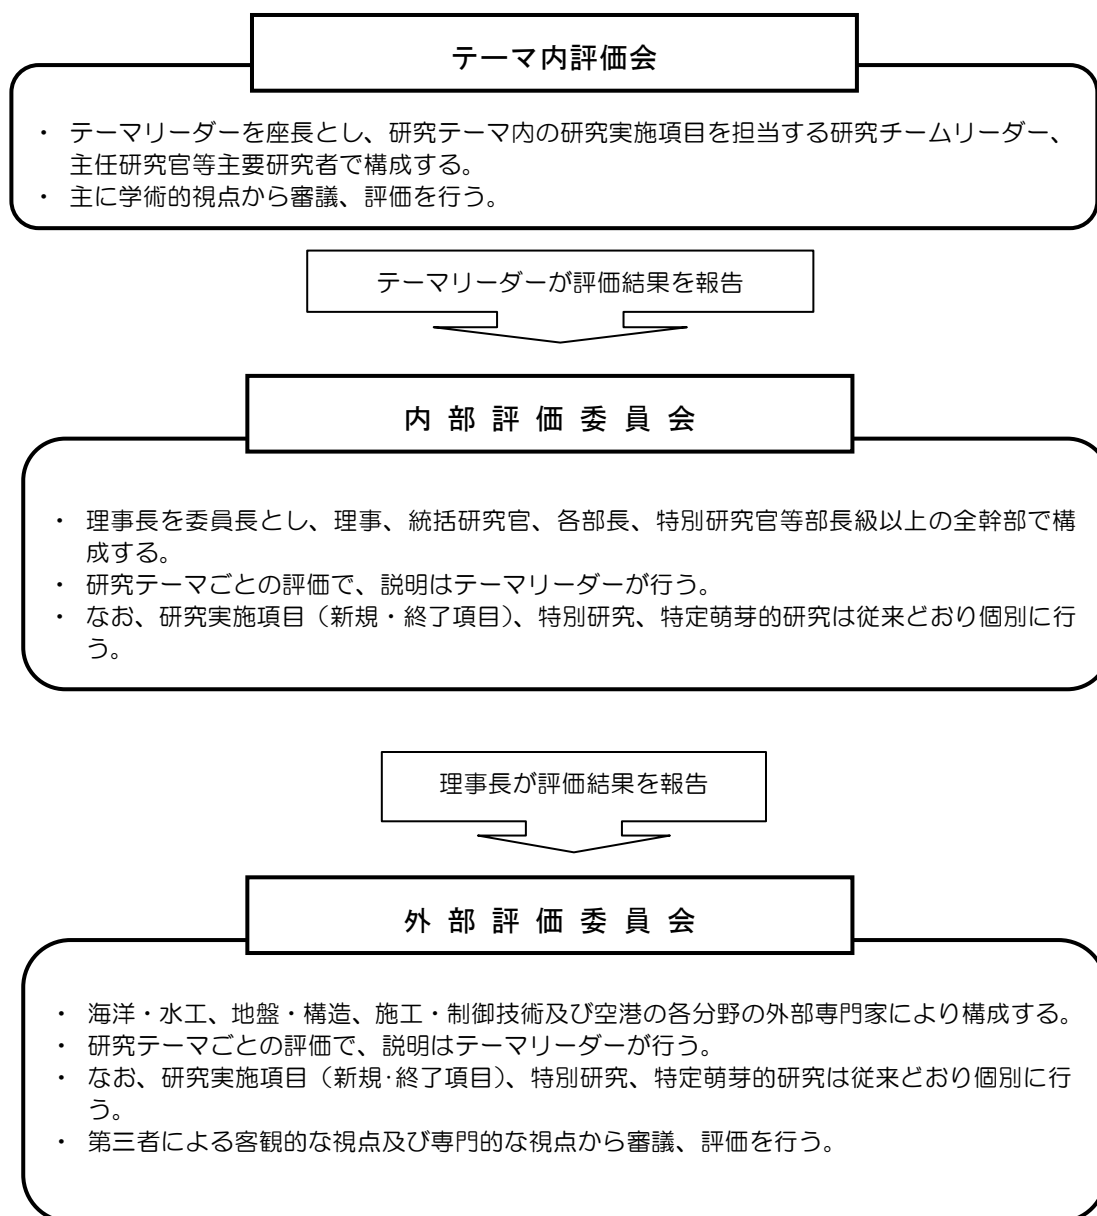 テーマ内評価会
・ テーマリーダーを座長とし、研究テーマ内の研究実施項目を担当する研究チームリーダー、
主任研究官等主要研究者で構成する。
・ 主に学術的視点から審議、評価を行う。
テーマリーダーが評価結果を報告
内 部 評 価 委 員 会
・ 理事長を委員長とし、理事、統括研究官、各部長、特別研究官等部長級以上の全幹部で構
成する。
・ 研究テーマごとの評価で、説明はテーマリーダーが行う。
・ なお、研究実施項目（新規・終了項目）、特別研究、特定萌芽的研究は従来どおり個別に行
う。
理事長が評価結果を報告
外 部 評 価 委 員 会
・ 海洋・水工、地盤・構造、施工・制御技術及び空港の各分野の外部専門家により構成する。
・ 研究テーマごとの評価で、説明はテーマリーダーが行う。
・ なお、研究実施項目（新規･終了項目）、特別研究、特定萌芽的研究は従来どおり個別に行
う。
・ 第三者による客観的な視点及び専門的な視点から審議、評価を行う。